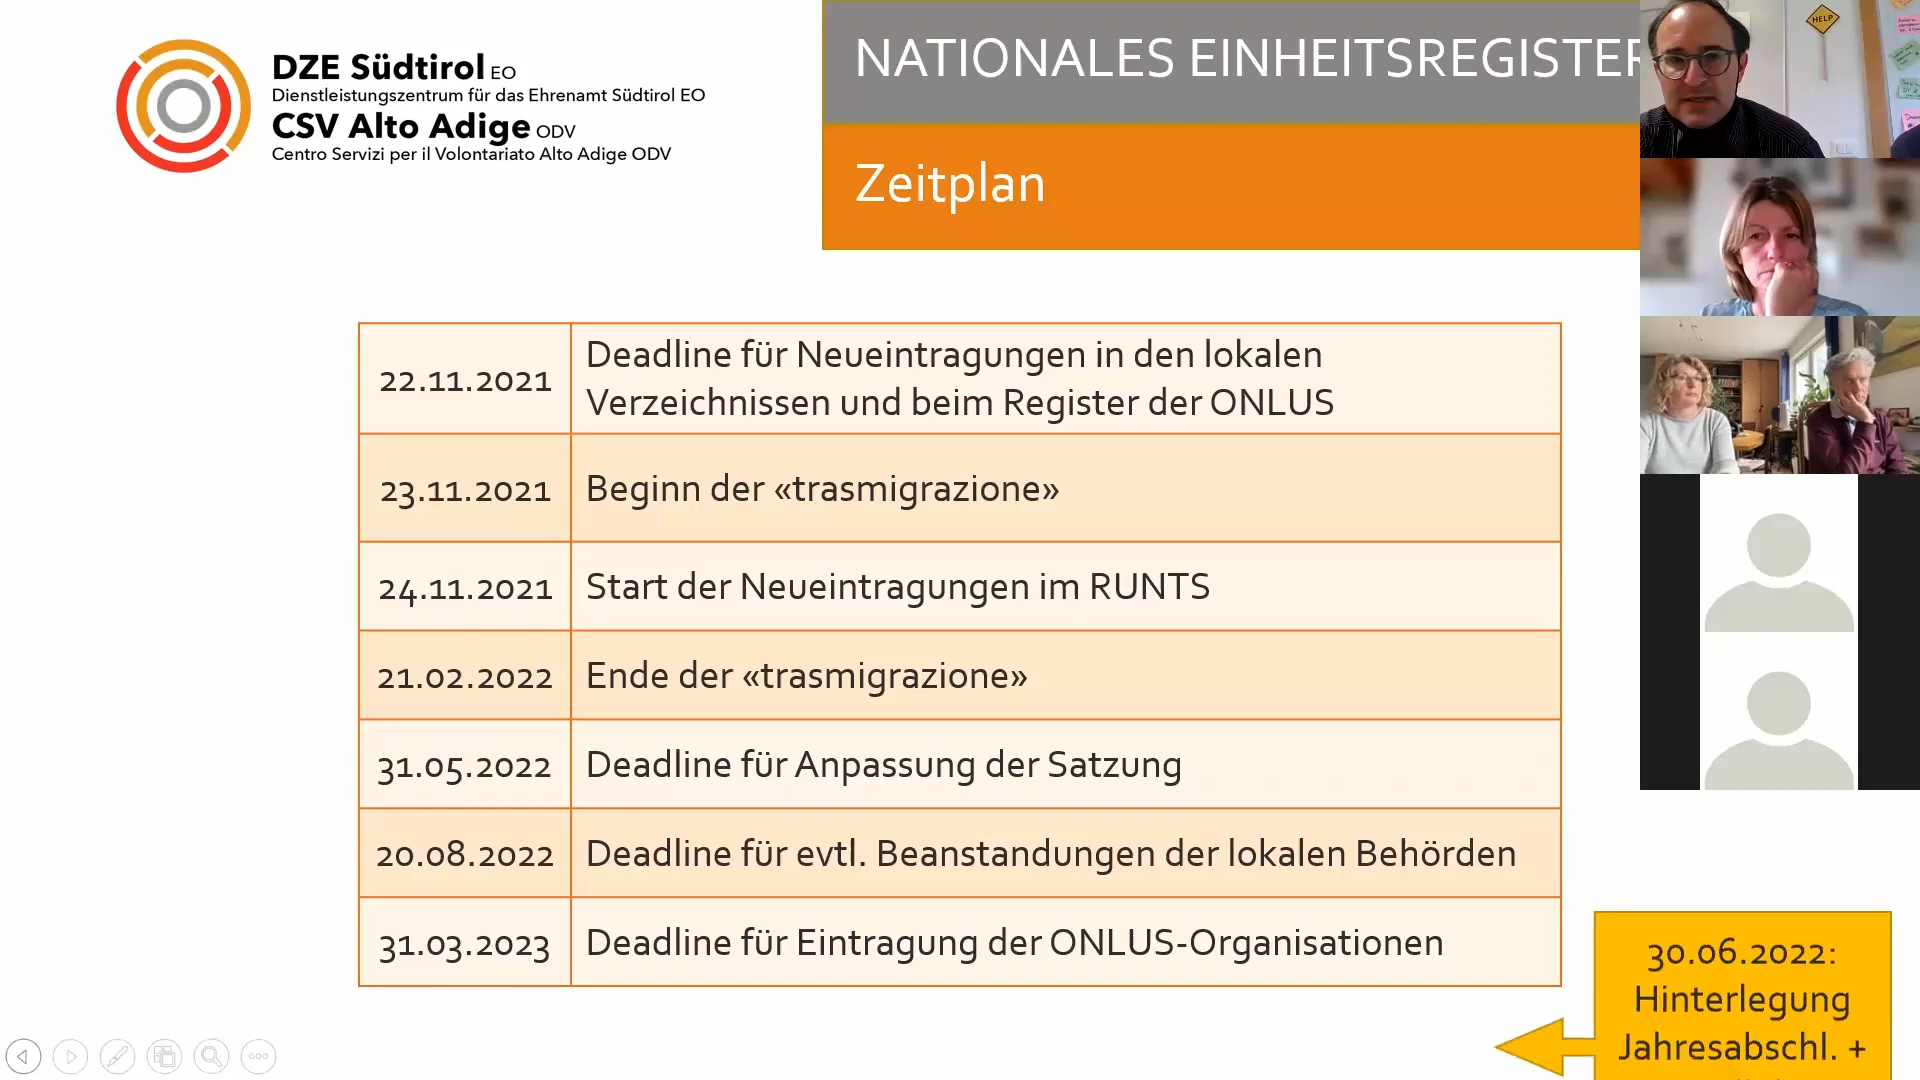 DZE Südtirol EO
Dienstleistungszentrum für das Ehrenamt Südtirol EO
CSV Alto Adige ODV
Centro Servizi per il Volontariato Alto Adige ODV
NATIONALES EINHEITSREGISTER
Zeitplan
HELP
22.11.2021 Deadline für Neueintragungen in den lokalen
Verzeichnissen und beim Register der ONLUS
23.11.2021 Beginn der «trasmigrazione»
24.11.2021 Start der Neueintragungen im RUNTS
21.02.2022 Ende der «trasmigrazione»
31.05.2022 Deadline für Anpassung der Satzung
20.08.2022 Deadline für evtl. Beanstandungen der lokalen Behörden
31.03.2023 Deadline für Eintragung der ONLUS-Organisationen
30.06.2022:
Hinterlegung
Jahresabschl. +